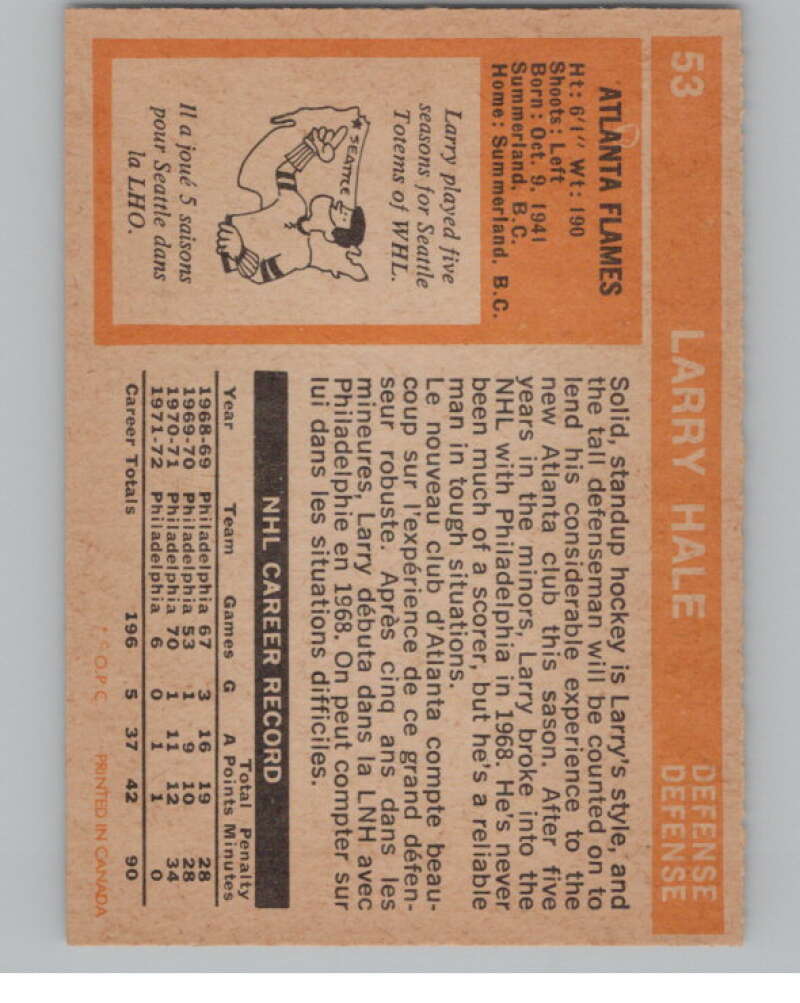 53 LARRY HALE DEFENSE
DEFENSE
ATLANTA FLAMES
Ht: 6'1" Wt: 190
Shoots: Left
Born: Oct. 9, 1941
Summerland, B.C.
Home: Summerland, B.C.
Larry played five
seasons for Seattle
Totems of WHL.
SEATTLE
Il a joué 5 saisons
pour Seattle dans
la LHO.
Solid, standup hockey is Larry's style, and
the tall defenseman will be counted on to
lend his considerable experience to the
new Atlanta club this sason. After five
years in the minors, Larry broke into the
NHL with Philadelphia in 1968. He's never
been much of a scorer, but he's a reliable
man in tough situations.
Le nouveau club d'Atlanta compte beau-
coup sur l'expérience de ce grand défen-
seur robuste. Après cinq ans dans les
mineures, Larry débuta dans la LNH avec
Philadelphie en 1968. On peut compter sur
lui dans les situations difficiles.
NHL CAREER RECORD
Total Penalty
Year Team Games G A Points Minutes
1968-69 Philadelphia 67 3 16 19 28
1969-70 Philadelphia 53 1 9 10 28
1970-71 Philadelphia 70 1 11 12 34
1971-72 Philadelphia 6 0 1 1 0
Career Totals 196 5 37 42 90
O.P.C. PRINTED IN CANADA